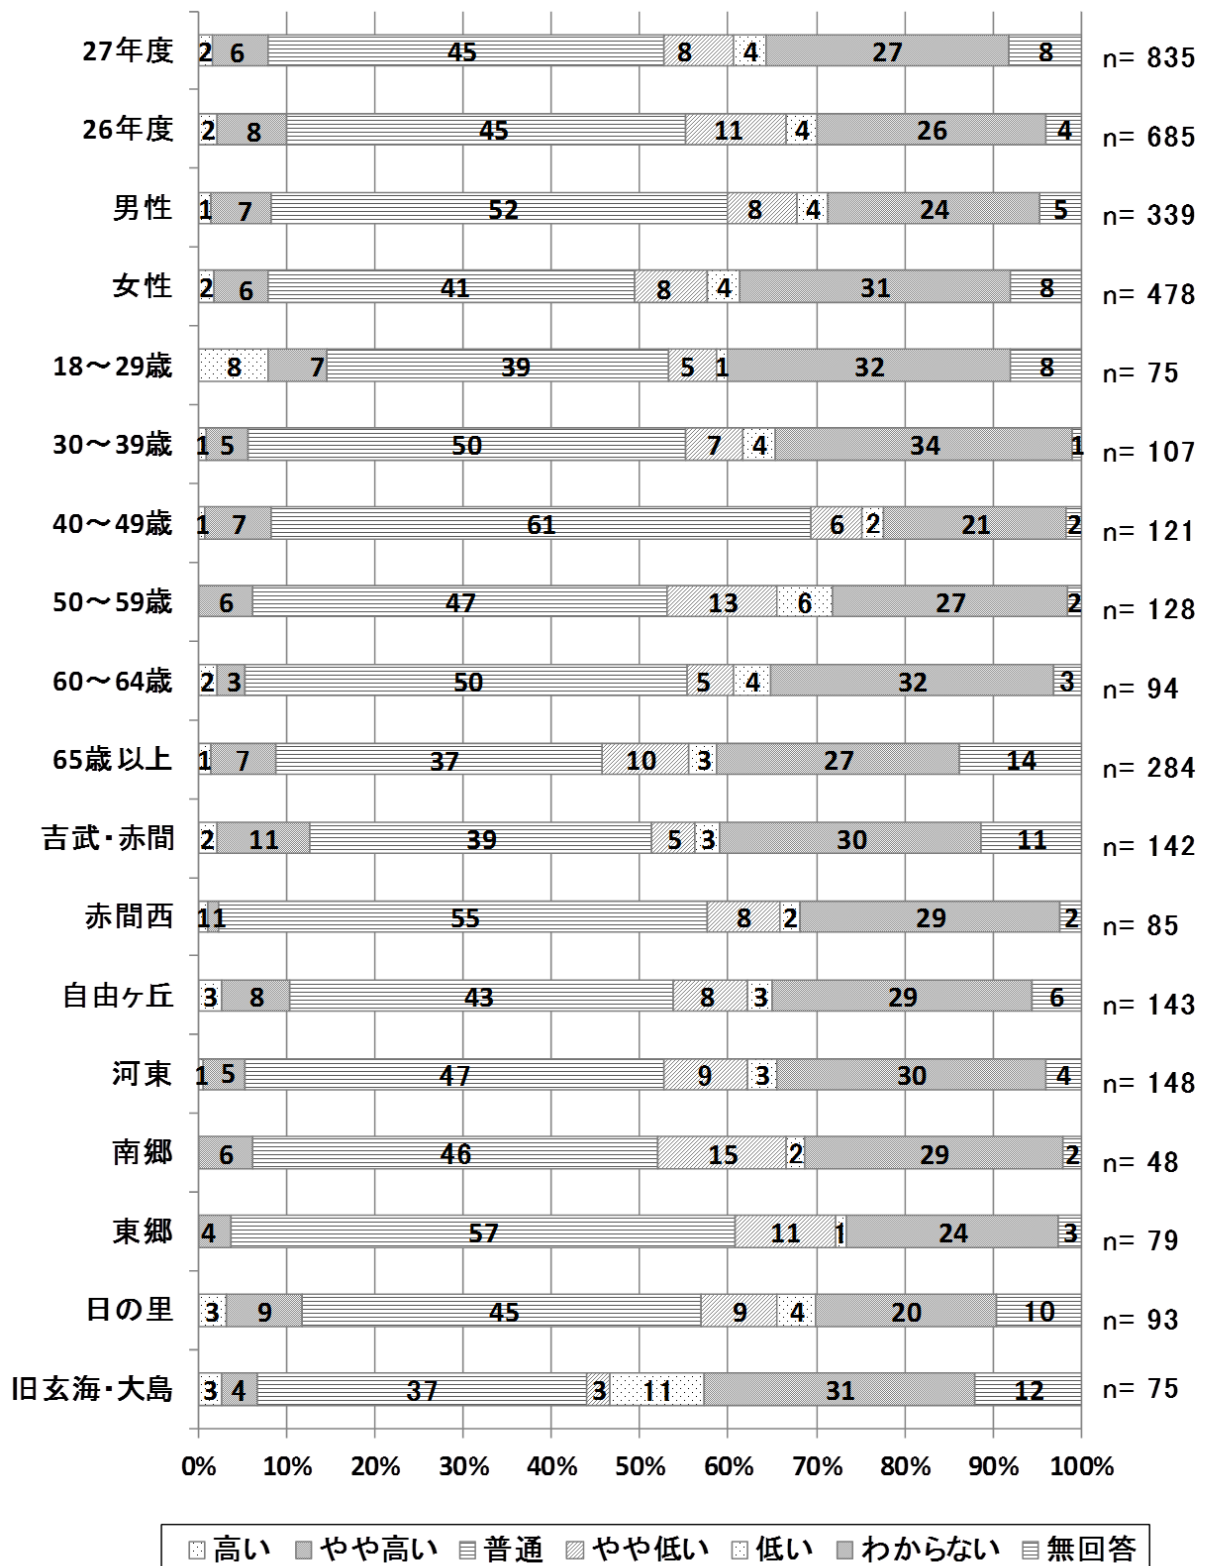 27年度 2 6 45 8 4 27 8 n= 835
26年度 2 8 45 11 4 26 4 n= 685
男性 1 7 52 8 4 24 5 n= 339
女性 2 6 41 8 4 31 8 n= 478
18～29歳 8 7 39 5 1 32 8 n= 75
30～39歳 1 5 50 7 4 34 1 n= 107
40～49歳 1 7 61 6 2 21 2 n= 121
50～59歳 6 47 13 6 27 2 n= 128
60～64歳 2 3 50 5 4 32 3 n= 94
65歳以上 1 7 37 10 3 27 14 n= 284
吉武・赤間 2 11 39 5 3 30 11 n= 142
赤間西 1 1 55 8 2 29 2 n= 85
自由ヶ丘 3 8 43 8 3 29 6 n= 143
河東 1 5 47 9 3 30 4 n= 148
南郷 6 46 15 2 29 2 n= 48
東郷 4 57 11 1 24 3 n= 79
日の里 3 9 45 9 4 20 10 n= 93
旧玄海・大島 3 4 37 3 11 31 12 n= 75
0% 10% 20% 30% 40% 50% 60% 70% 80% 90% 100%
高い やや高い 普通 やや低い 低い わからない 無回答